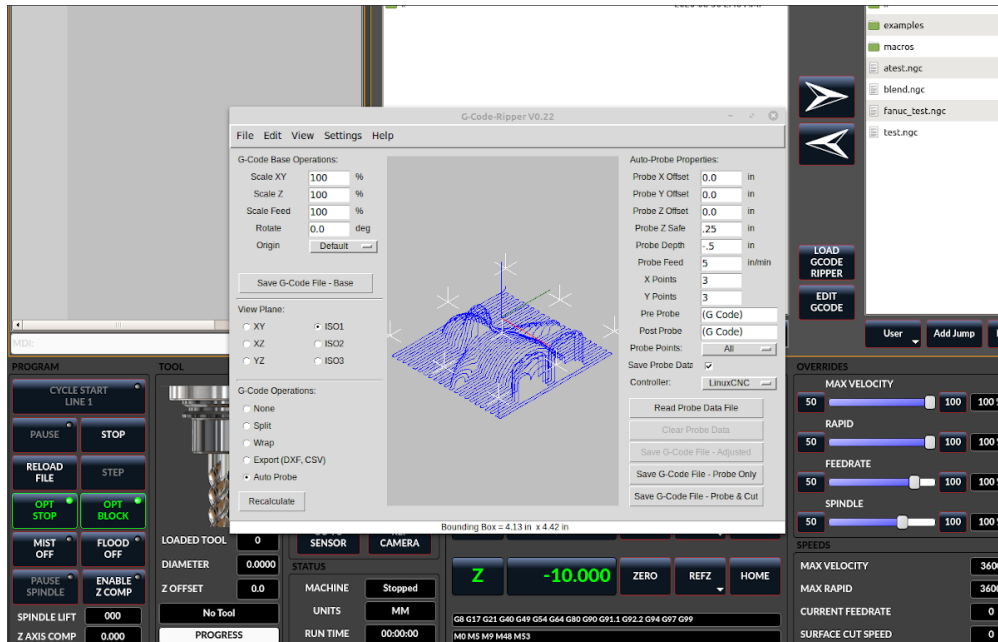 examples
macros
atest.ngc
blend.ngc
fanuc_test.ngc
test.ngc
G-Code-Ripper V0.22
File Edit View Settings Help
G-Code Base Operations:
Scale XY 100 %
Scale Z 100 %
Scale Feed 100 %
Rotate 0.0 deg
Origin Default
Save G-Code File - Base
View Plane:
XY ISO1
XZ ISO2
YZ ISO3
G-Code Operations:
None
Split
Wrap
Export (DXF, CSV)
Auto Probe
Recalculate
Auto-Probe Properties:
Probe X Offset 0.0 in
Probe Y Offset 0.0 in
Probe Z Offset 0.0 in
Probe Z Safe .25 in
Probe Depth -.5 in
Probe Feed 5 in/min
X Points 3
Y Points 3
Pre Probe (G Code)
Post Probe (G Code)
Probe Points: All
Save Probe Data
Controller: LinuxCNC
Read Probe Data File
Clear Probe Data
Save G-Code File - Adjusted
Save G-Code File - Probe Only
Save G-Code File - Probe & Cut
Bounding Box = 4.13 in x 4.42 in
LOAD
GCODE
RIPPER
EDIT
GCODE
User Add Jump
MDI:
PROGRAM
CYCLE START
LINE 1
PAUSE STOP
RELOAD
FILE
STEP
OPT
STOP
OPT
BLOCK
MIST
OFF
FLOOD
OFF
PAUSE
SPINDLE
ENABLE
Z COMP
SPINDLE LIFT 000
Z AXIS COMP 0.000
TOOL
LOADED TOOL 0
DIAMETER 0.0000
Z OFFSET 0.0
No Tool
PROGRESS
SENSOR
CAMERA
STATUS
MACHINE Stopped
UNITS MM
RUN TIME 00:00:00
Z -10.000 ZERO REFZ HOME
G8 G17 G21 G40 G49 G54 G64 G80 G90 G91.1 G92.2 G94 G97 G99
M0 M5 M9 M48 M53
OVERRIDES
MAX VELOCITY
50 100 100
RAPID
50 100 100
FEEDRATE
50 100 100
SPINDLE
50 100 100
SPEEDS
MAX VELOCITY 3600
MAX RAPID 3600
CURRENT FEEDRATE 0
SURFACE CUT SPEED 0